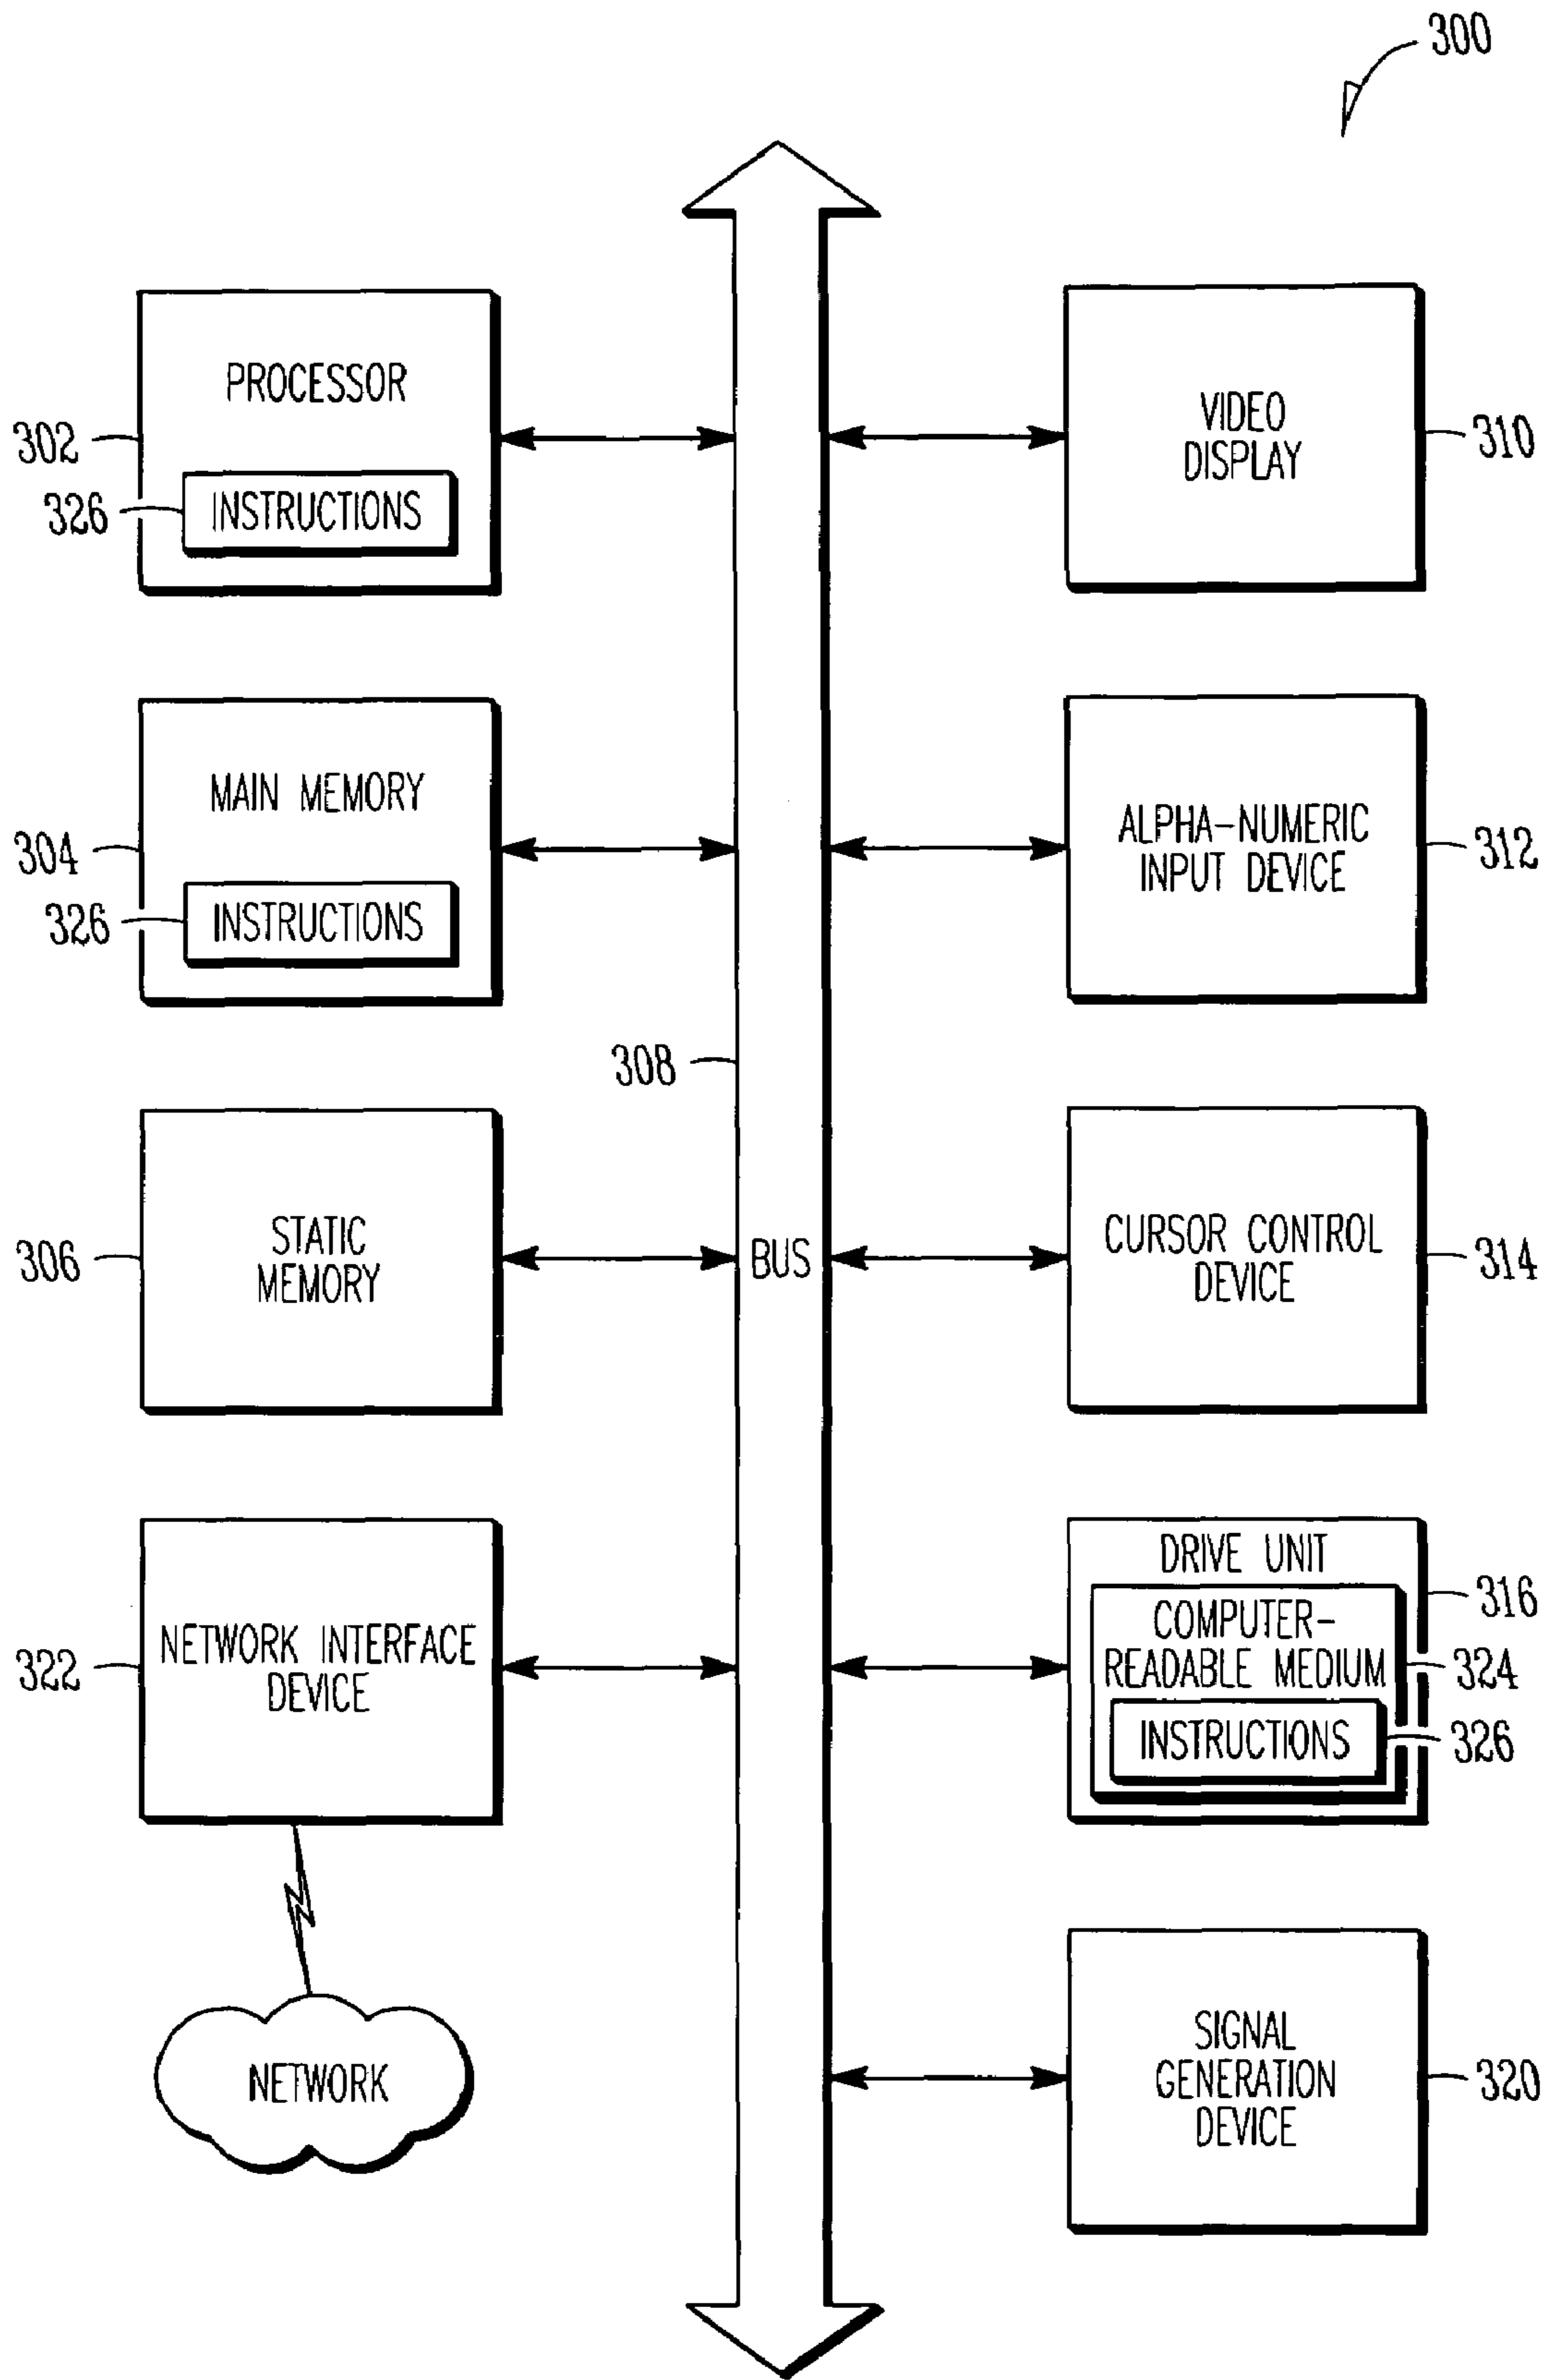 300
PROCESSOR
302
326
INSTRUCTIONS
VIDEO
DISPLAY
310
MAIN MEMORY
304
326
INSTRUCTIONS
ALPHA-NUMERIC
INPUT DEVICE
312
308
STATIC
MEMORY
306
BUS
CURSOR CONTROL
DEVICE
314
NETWORK INTERFACE
DEVICE
322
DRIVE UNIT
316
COMPUTER-
READABLE MEDIUM
324
INSTRUCTIONS
326
NETWORK
SIGNAL
GENERATION
DEVICE
320